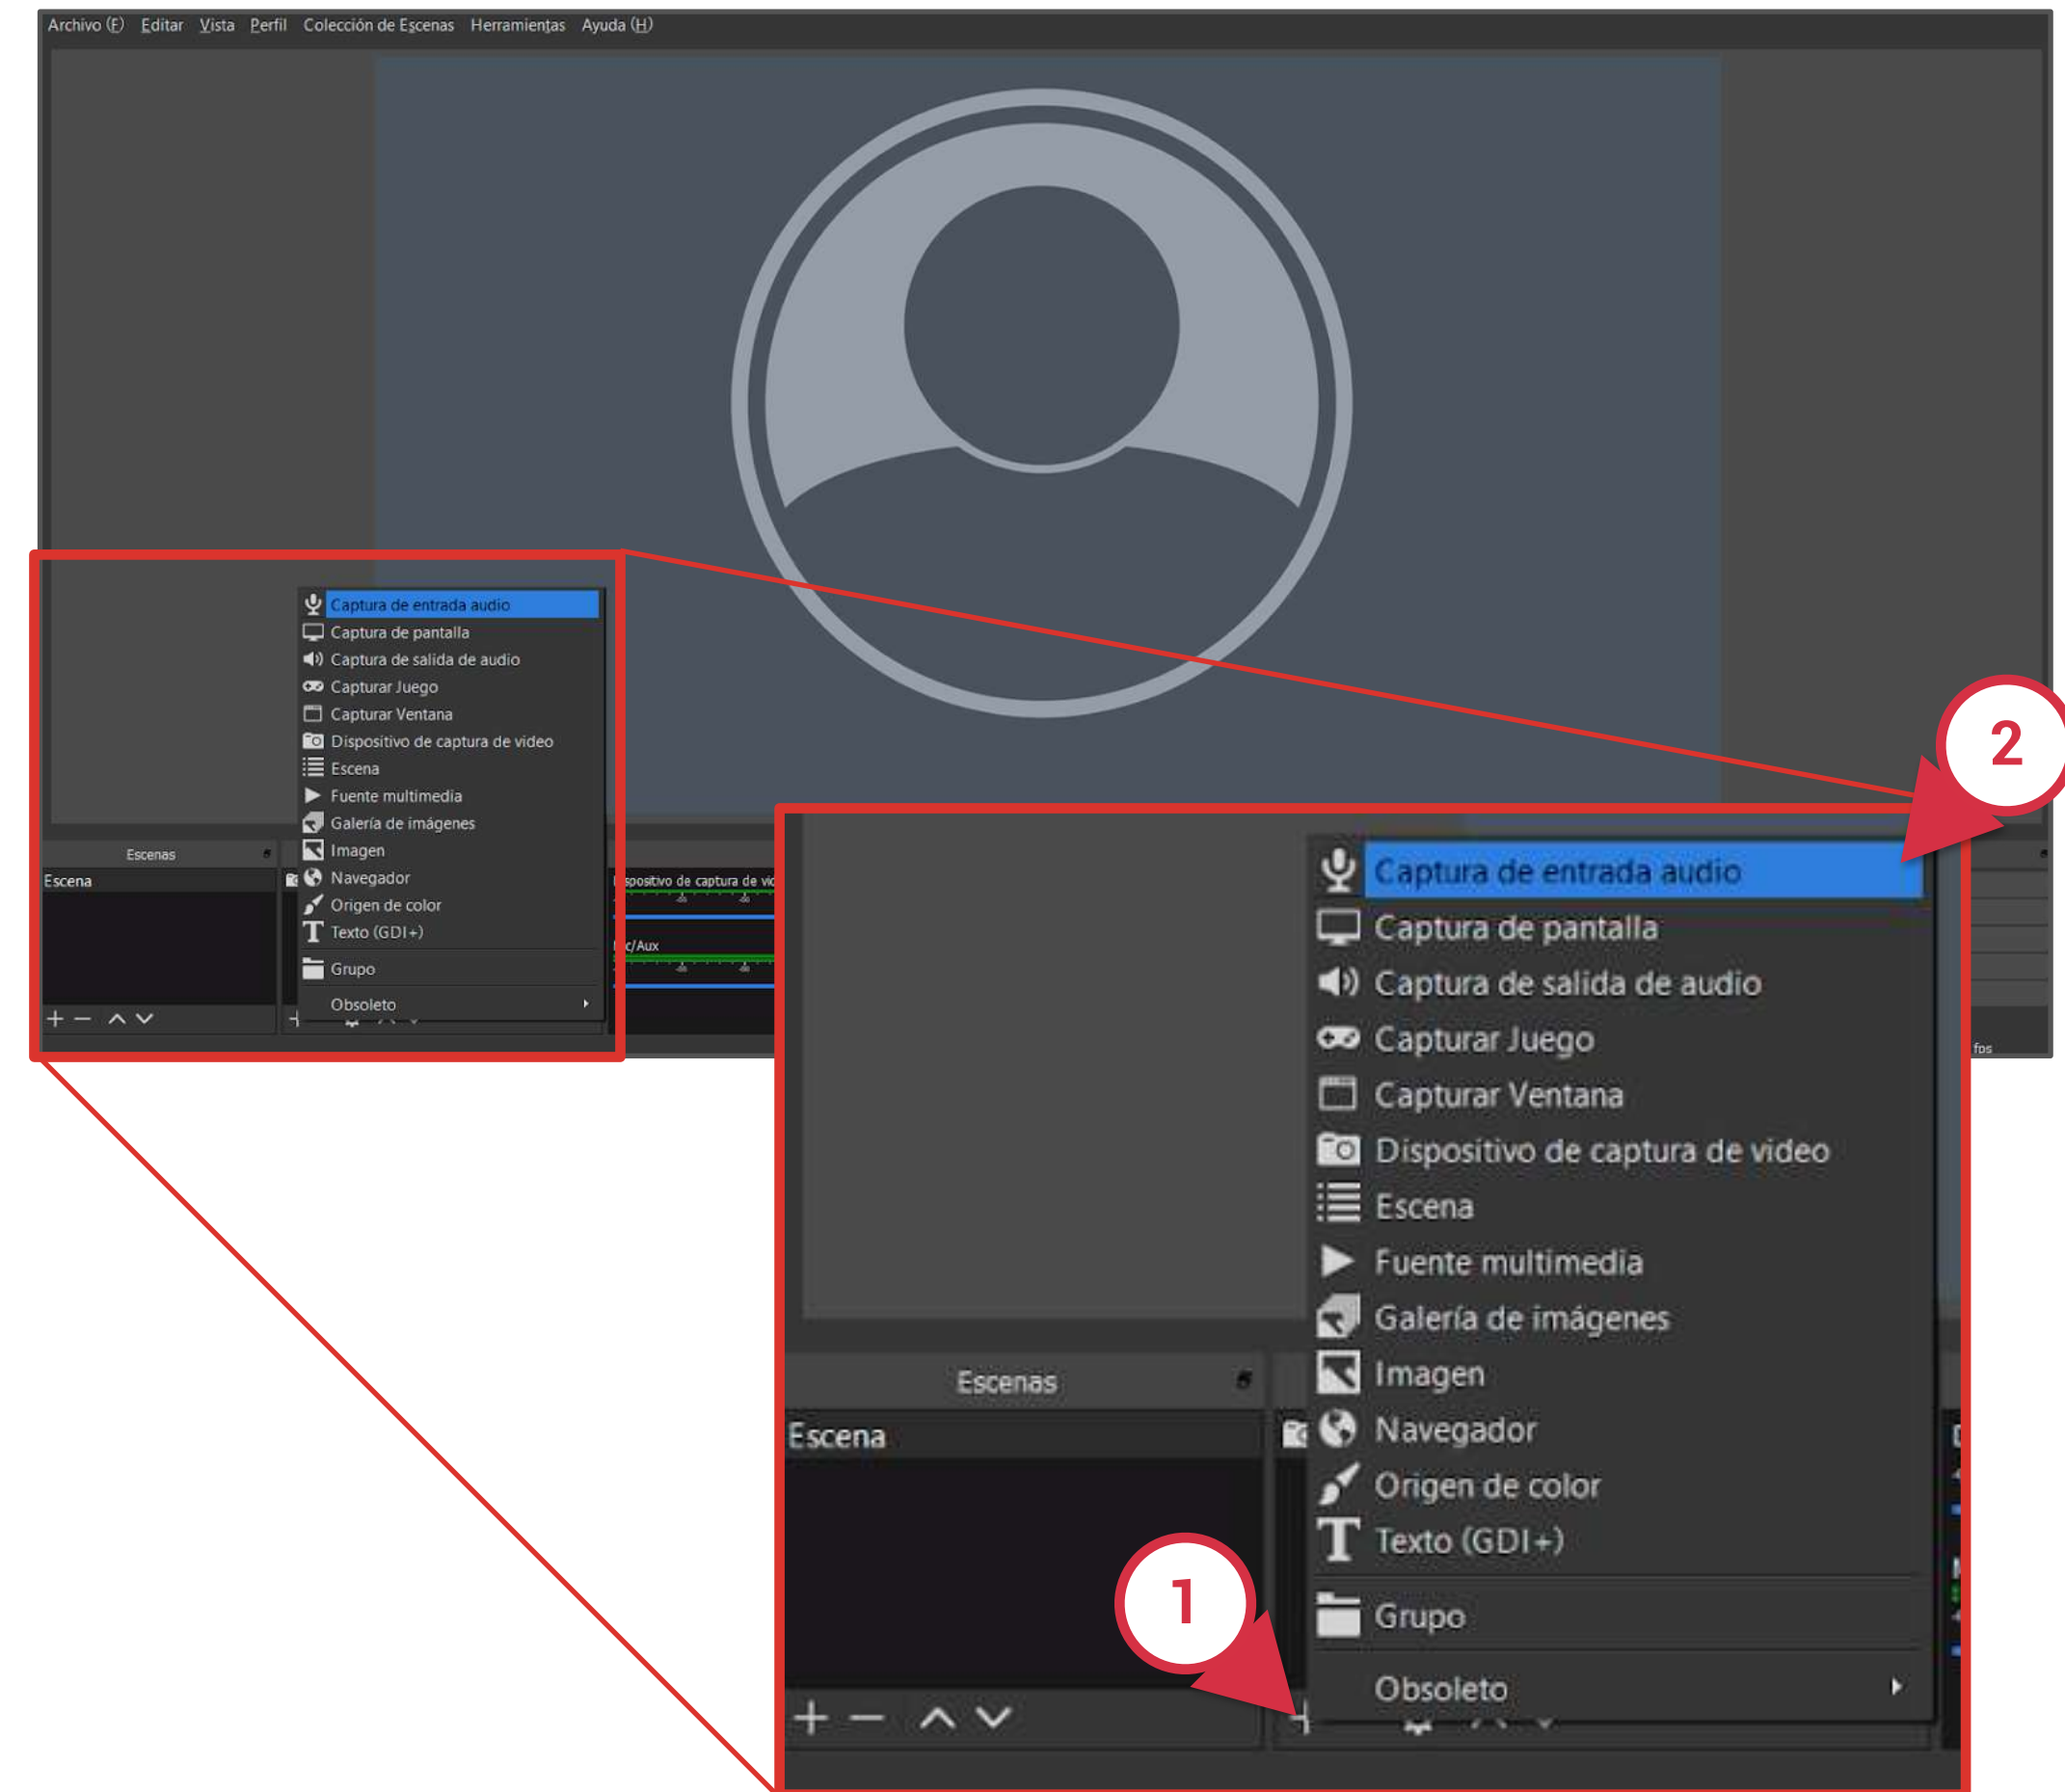 Archivo (F) Editar Vista Perfil Colección de Escenas Herramientas Ayuda (H)
Captura de entrada audio
Captura de pantalla
Captura de salida de audio
Capturar Juego
Capturar Ventana
Dispositivo de captura de video
Escena
Fuente multimedia
Galería de imágenes
Imagen
Navegador
Origen de color
Texto (GDI+)
Grupo
Obsoleto
Escenas
Escena
de captura de
/Aux
2
Captura de entrada audio
Captura de pantalla
Captura de salida de audio
Capturar Juego
Capturar Ventana
Dispositivo de captura de video
Escena
Fuente multimedia
Galería de imágenes
Imagen
Navegador
Origen de color
Texto (GDI+)
Grupo
Obsoleto
Escenas
Escena
1